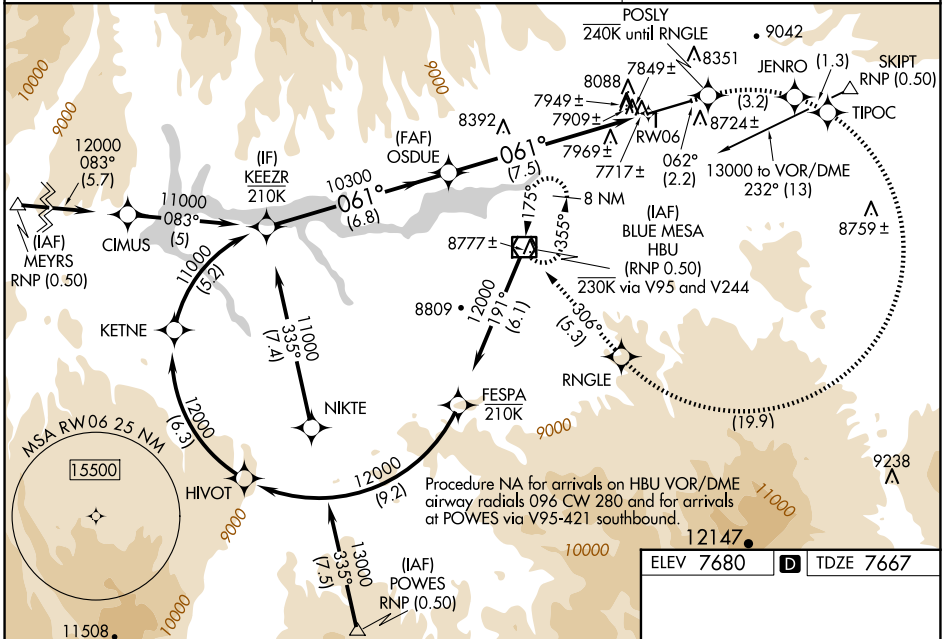 POSLY
240K until RNGLE
9042
8351
JENRO
(1.3)
SKIPT
RNP (0.50)
10000
9000
9000
7849±
8088
7949±
7909±
(3.2)
TIPOC
12000
083°
(5.7)
(FAF)
OSDUE
8392
RW06
8724±
(IF)
KEEZR
210K
10300
061°
(6.8)
061°
(7.5)
7969±
7717±
062°
(2.2)
13000 to VOR/DME
232° (13)
11000
083°
(5)
175°
355°
8 NM
(IAF)
MEYRS
RNP (0.50)
CIMUS
8777±
(IAF)
BLUE MESA
HBU
(RNP 0.50)
230K via V95 and V244
8759±
11000
(5.2)
KETNE
11000
335°
(7.4)
8809
12000
191°
(6.1)
306°
(5.3)
RNGLE
NIKTE
FESPA
210K
9000
(19.9)
12000
(6.3)
MSA RW06 25 NM
15500
HIVOT
12000
(9.2)
9000
9238
11000
Procedure NA for arrivals on HBU VOR/DME
airway radials 096 CW 280 and for arrivals
at POWES via V95-421 southbound.
12147
10000
13000
335°
(7.5)
(IAF)
POWES
RNP (0.50)
ELEV 7680
D
TDZE 7667
10000
11508